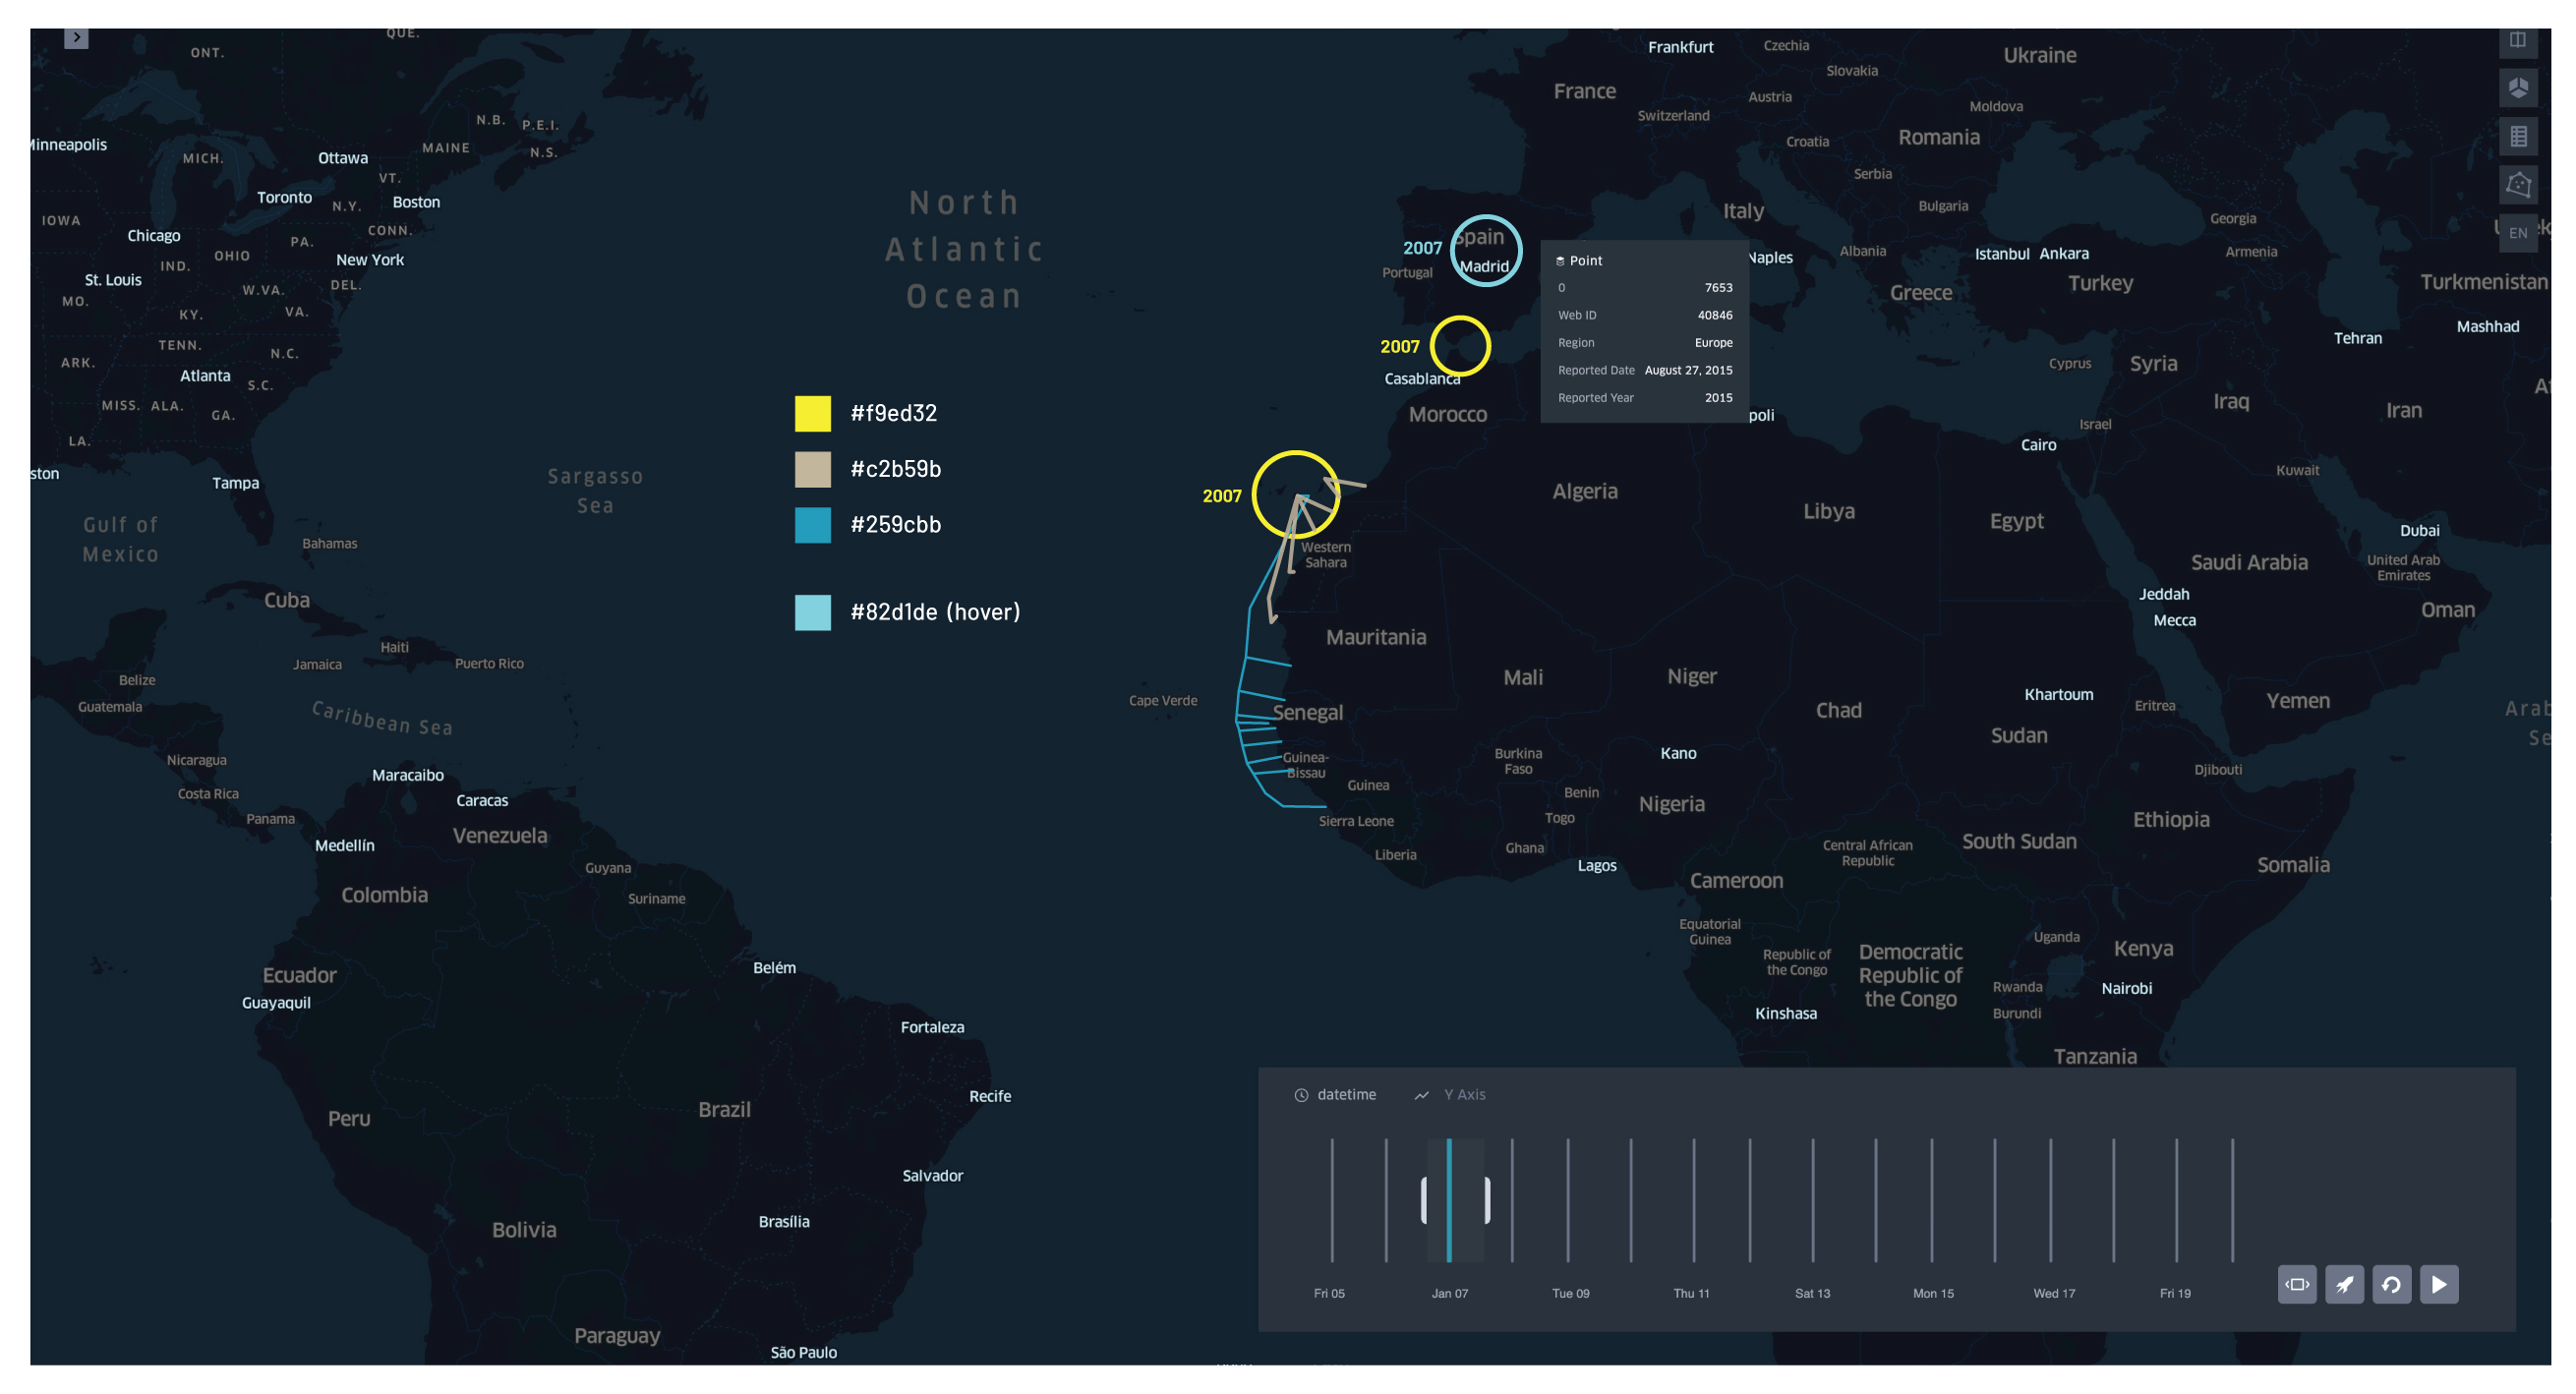 QUE.
ONT.
Minneapolis
N.B.
P.E.I.
MICH.
Ottawa
MAINE
N.S.
VT.
Toronto
N.Y.
Boston
IOWA
Chicago
CONN.
PA.
OHIO
New York
IND.
St. Louis
W.VA.
DEL.
MO.
KY.
VA.
TENN.
N.C.
ARK.
Atlanta
S.C.
MISS.
ALA.
GA.
LA.
ston
Tampa
Gulf of
Mexico
Bahamas
Cuba
Haiti
Jamaica
Puerto Rico
Belize
Guatemala
Caribbean Sea
Nicaragua
Maracaibo
Costa Rica
Caracas
Panama
Venezuela
Medellín
Guyana
Colombia
Suriname
Ecuador
Belém
Guayaquil
Fortaleza
Recife
Peru
Brazil
Salvador
Brasília
Bolivia
Paraguay
São Paulo
North
Atlantic
Ocean
Sargasso
Sea
#f9ed32
#c2b59b
#259cbb
#82d1de (hover)
Cape Verde
Frankfurt
Czechia
Ukraine
Slovakia
France
Austria
Moldova
Switzerland
Romania
Croatia
Serbia
Italy
Bulgaria
Georgia
2007
Spain
Madrid
Portugal
Naples
Albania
Istanbul
Ankara
Armenia
Turkey
Greece
Turkmenistan
EN
Point
0 7653
Web ID 40846
Region Europe
Reported Date August 27, 2015
Reported Year 2015
2007
Casablanca
Morocco
poli
Cyprus
Syria
Tehran
Mashhad
Iraq
Iran
Israel
Cairo
Kuwait
2007
Algeria
Libya
Egypt
Dubai
Western
Sahara
Saudi Arabia
United Arab
Emirates
Jeddah
Oman
Mecca
Mauritania
Mali
Niger
Khartoum
Yemen
Eritrea
Senegal
Chad
Arab
Se
Sudan
Guinea-
Bissau
Burkina
Faso
Kano
Djibouti
Guinea
Benin
Nigeria
Sierra Leone
Togo
Ethiopia
Liberia
Ghana
Lagos
Central African
Republic
South Sudan
Somalia
Cameroon
Equatorial
Guinea
Uganda
Kenya
Republic of
the Congo
Democratic
Republic of
the Congo
Rwanda
Nairobi
Kinshasa
Burundi
Tanzania
datetime Y Axis
Fri 05 Jan 07 Tue 09 Thu 11 Sat 13 Mon 15 Wed 17 Fri 19